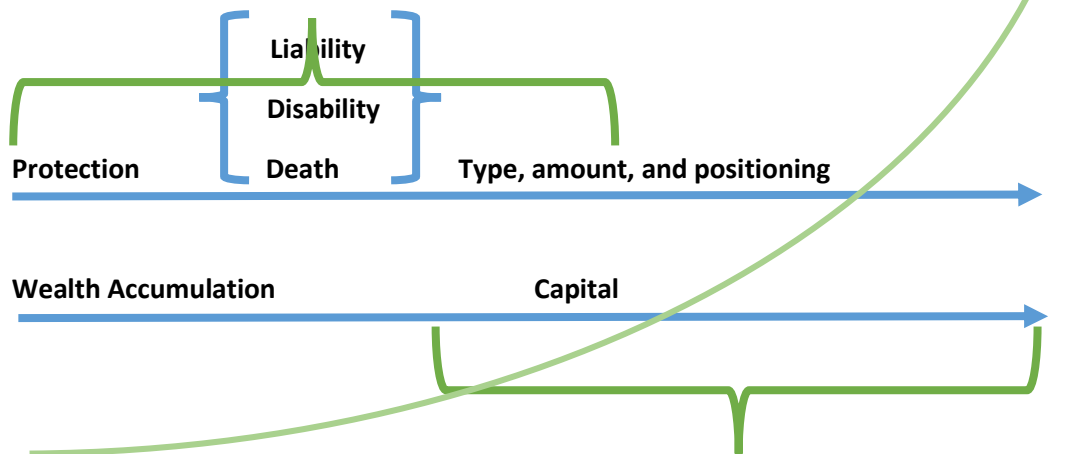 Liability
Disability
Protection Death Type, amount, and positioning
Wealth Accumulation Capital